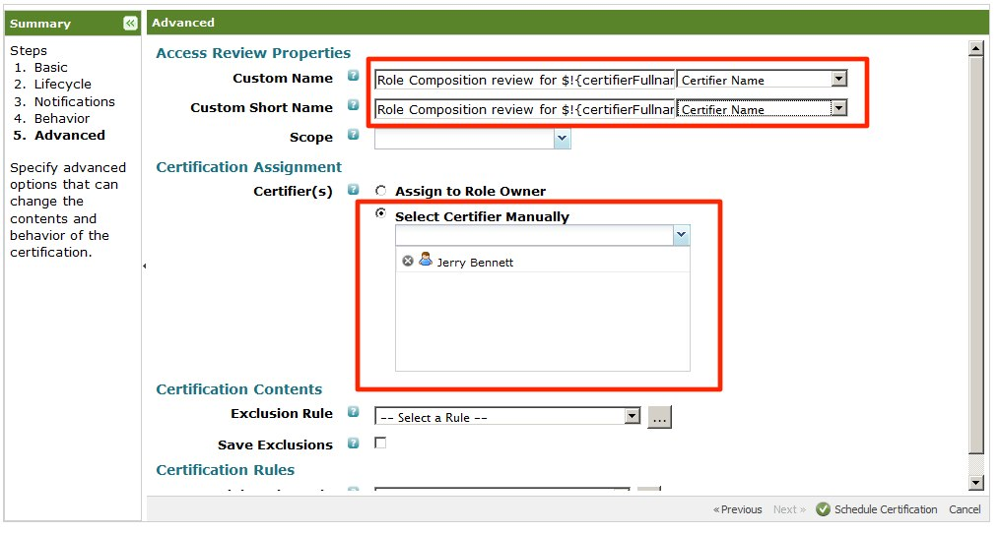 Summary
Advanced
Steps
1. Basic
2. Lifecycle
3. Notifications
4. Behavior
5. Advanced
Specify advanced
options that can
change the
contents and
behavior of the
certification.
Access Review Properties
Custom Name ? Role Composition review for $!{certifierFullnar Certifier Name
Custom Short Name ? Role Composition review for $!{certifierFullnar Certifier Name
Scope ?
Certification Assignment
Certifier(s) ? Assign to Role Owner
Select Certifier Manually
Jerry Bennett
Certification Contents
Exclusion Rule ? -- Select a Rule -- ...
Save Exclusions ?
Certification Rules
« Previous Next » Schedule Certification Cancel